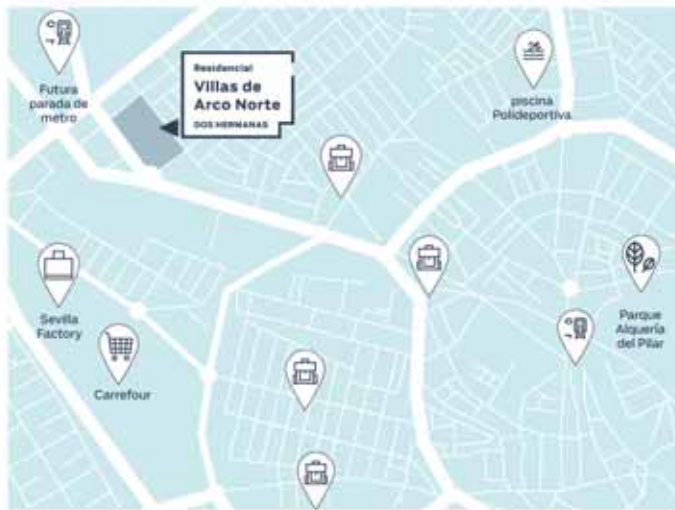 Futura
parada de
metro
Residencial
Villas de
Arco Norte
DOS HERMANAS
piscina
Polideportiva
Sevilla
Factory
Carrefour
Parque
Alquería
del Pilar